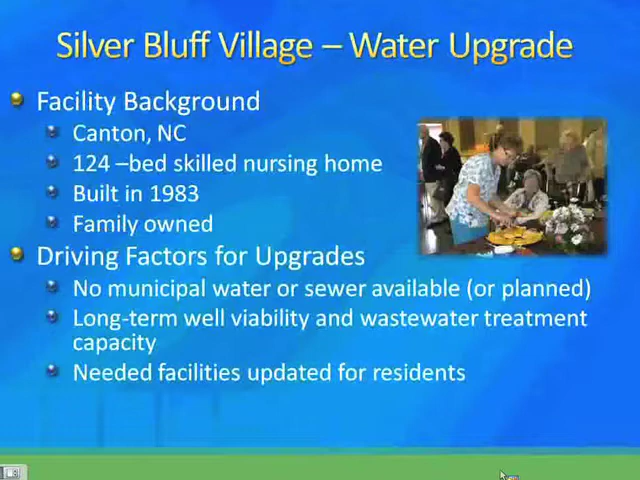 Silver Bluff Village – Water Upgrade
Facility Background
Canton, NC
124 –bed skilled nursing home
Built in 1983
Family owned
Driving Factors for Upgrades
No municipal water or sewer available (or planned)
Long-term well viability and wastewater treatment
capacity
Needed facilities updated for residents